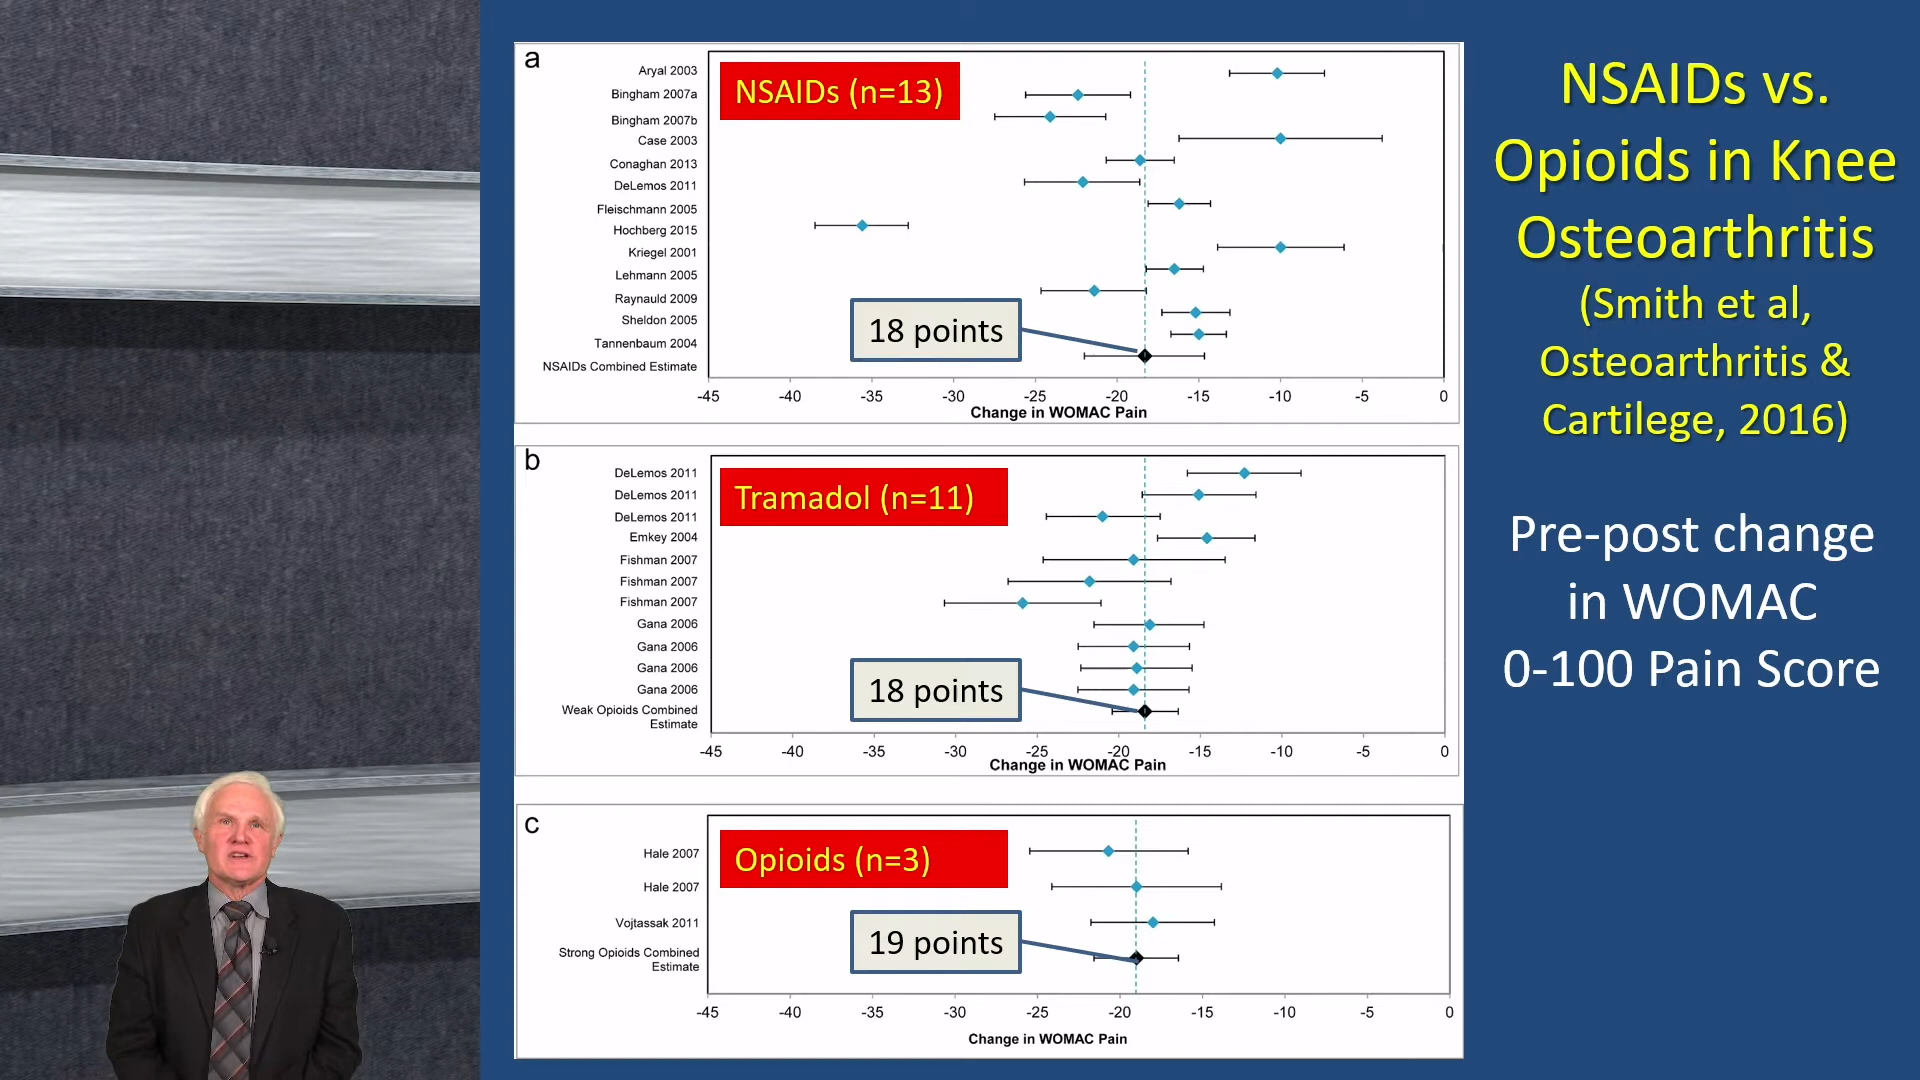 a
NSAIDs (n=13)
Aryal 2003
Bingham 2007a
Bingham 2007b
Case 2003
Conaghan 2013
DeLemos 2011
Fleischmann 2005
Hochberg 2015
Kriegel 2001
Lehmann 2005
Raynauld 2009
Sheldon 2005
Tannenbaum 2004
NSAIDs Combined Estimate
18 points
-45 -40 -35 -30 -25 -20 -15 -10 -5 0
Change in WOMAC Pain
b
Tramadol (n=11)
DeLemos 2011
DeLemos 2011
DeLemos 2011
Emkey 2004
Fishman 2007
Fishman 2007
Fishman 2007
Gana 2006
Gana 2006
Gana 2006
Gana 2006
Weak Opioids Combined
Estimate
18 points
-45 -40 -35 -30 -25 -20 -15 -10 -5 0
Change in WOMAC Pain
c
Opioids (n=3)
Hale 2007
Hale 2007
Vojtassak 2011
Strong Opioids Combined
Estimate
19 points
-45 -40 -35 -30 -25 -20 -15 -10 -5 0
Change in WOMAC Pain
NSAIDs vs.
Opioids in Knee
Osteoarthritis
(Smith et al,
Osteoarthritis &
Cartilege, 2016)
Pre-post change
in WOMAC
0-100 Pain Score